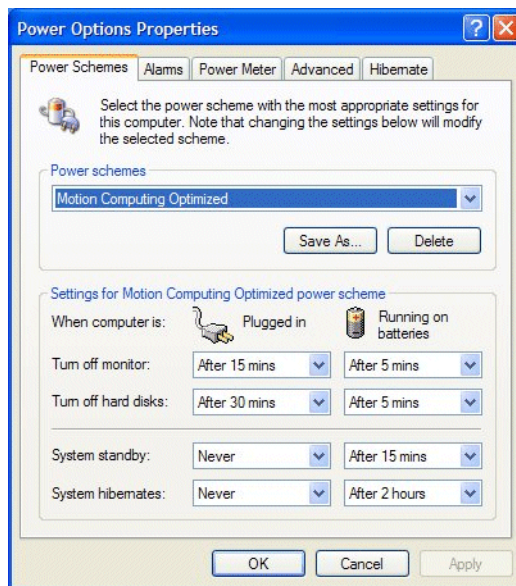 Power Options Properties
Power Schemes Alarms Power Meter Advanced Hibernate
Select the power scheme with the most appropriate settings for
this computer. Note that changing the settings below will modify
the selected scheme.
Power schemes
Motion Computing Optimized
Save As... Delete
Settings for Motion Computing Optimized power scheme
When computer is: Plugged in Running on
batteries
Turn off monitor: After 15 mins After 5 mins
Turn off hard disks: After 30 mins After 5 mins
System standby: Never After 15 mins
System hibernates: Never After 2 hours
OK Cancel Apply